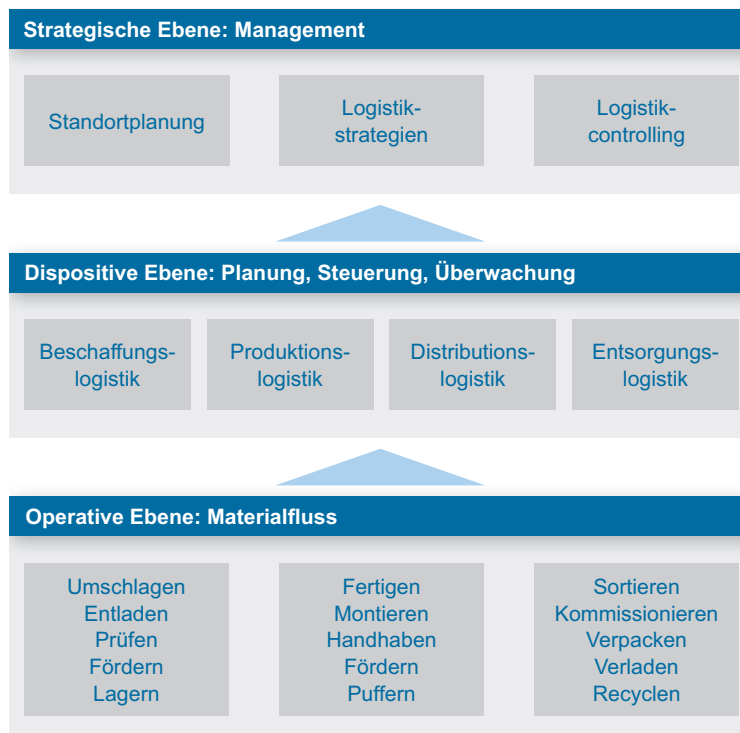 Strategische Ebene: Management
Standortplanung
Logistik-
strategien
Logistik-
controlling
Dispositive Ebene: Planung, Steuerung, Überwachung
Beschaffungs-
logistik
Produktions-
logistik
Distributions-
logistik
Entsorgungs-
logistik
Operative Ebene: Materialfluss
Umschlagen
Entladen
Prüfen
Fördern
Lagern
Fertigen
Montieren
Handhaben
Fördern
Puffern
Sortieren
Kommissionieren
Verpacken
Verladen
Recyclen